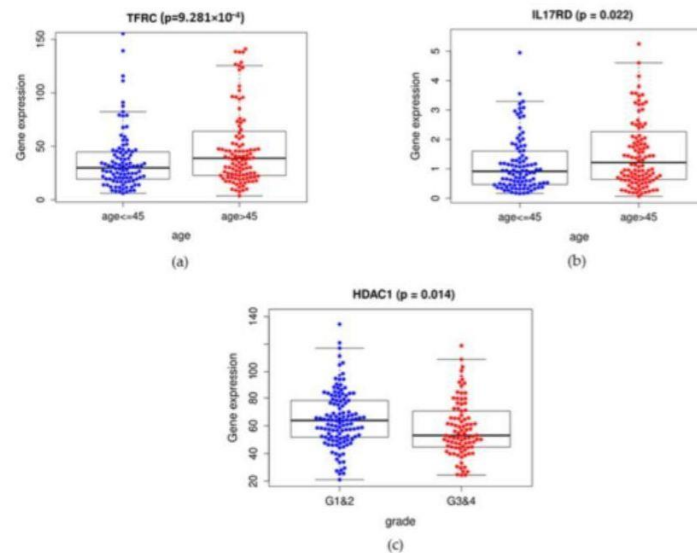 TFRC (p=9.281×10⁻⁴)
Gene expression
150
100
50
0
age<=45 age>45
age
(a)
IL17RD (p = 0.022)
Gene expression
5
4
3
2
1
0
age<=45 age>45
age
(b)
HDAC1 (p = 0.014)
Gene expression
140
100
80
60
40
20
G1&2 G3&4
grade
(c)